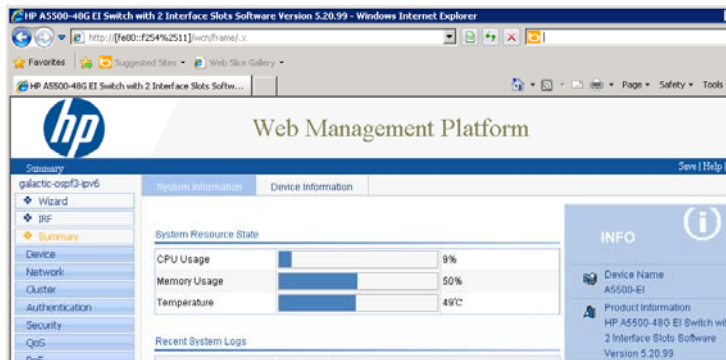 HP A5500-48G EI Switch with 2 Interface Slots Software Version 5.20.99 - Windows Internet Explorer
http://[fe80::f254%2511]/wcn/frame/.x
Favorites Suggested Sites Web Slice Gallery
HP A5500-48G EI Switch with 2 Interface Slots Softw... Page Safety Tools
hp
Web Management Platform
Summary Save | Help |
galactic-ospf3-ipv6
System Information Device Information
Wizard
IRF
Summary
Device
Network
Cluster
Authentication
Security
QoS
PoE
System Resource State
CPU Usage 9%
Memory Usage 50%
Temperature 49℃
Recent System Logs
INFO
Device Name
A5500-EI
Product Information
HP A5500-48G EI Switch wit
2 Interface Slots Software
Version 5.20.99